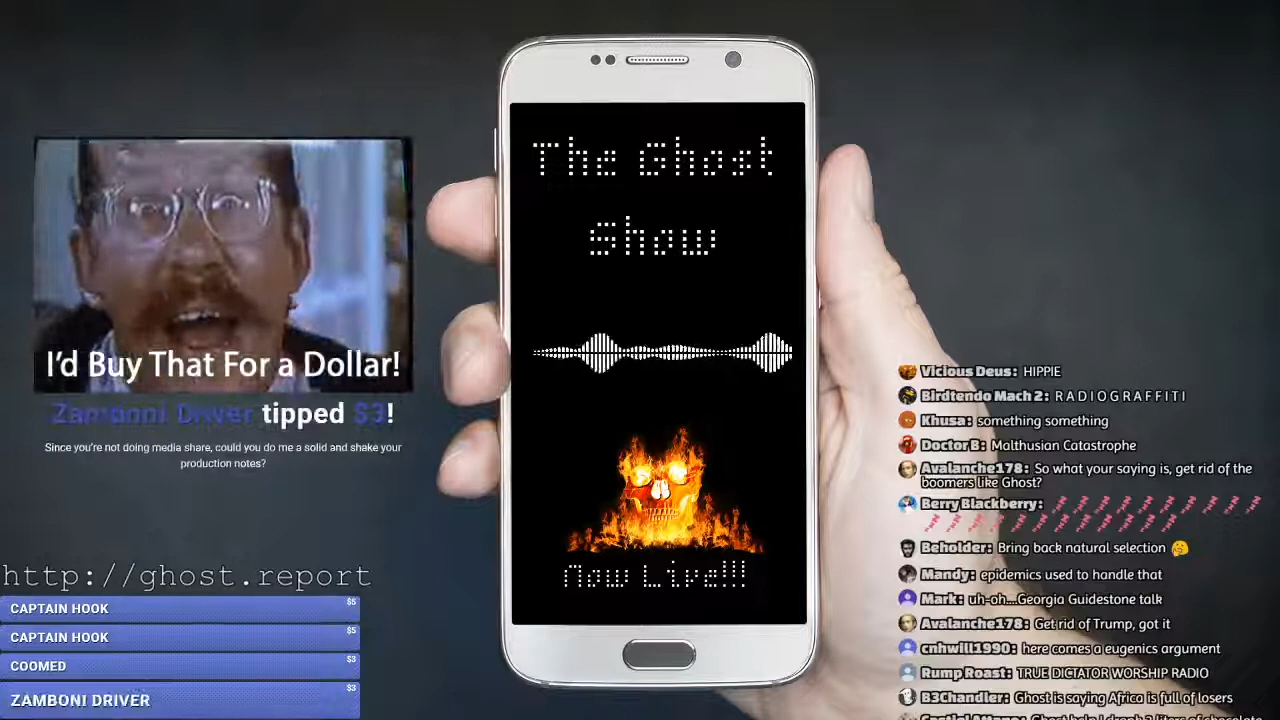 The Ghost
Show
Now Live!!!
I'd Buy That For a Dollar!
Zamboni Driver tipped $3!
Since you're not doing media share, could you do me a solid and shake your
production notes?
http://ghost.report
CAPTAIN HOOK $5
CAPTAIN HOOK $5
COOMED $3
ZAMBONI DRIVER $3
Vicious Deus: HIPPIE
Birdtendo Mach 2: R A D I O G R A F F I T I
Khusa: something something
Doctor B: Malthusian Catastrophe
Avalanche178: So what your saying is, get rid of the
boomers like Ghost?
Berry Blackberry:
Beholder: Bring back natural selection 🤔
Mandy: epidemics used to handle that
Mark: uh-oh...Georgia Guidestone talk
Avalanche178: Get rid of Trump, got it
cnhwill1990: here comes a eugenics argument
Rump Roast: TRUE DICTATOR WORSHIP RADIO
B3Chandler: Ghost is saying Africa is full of losers